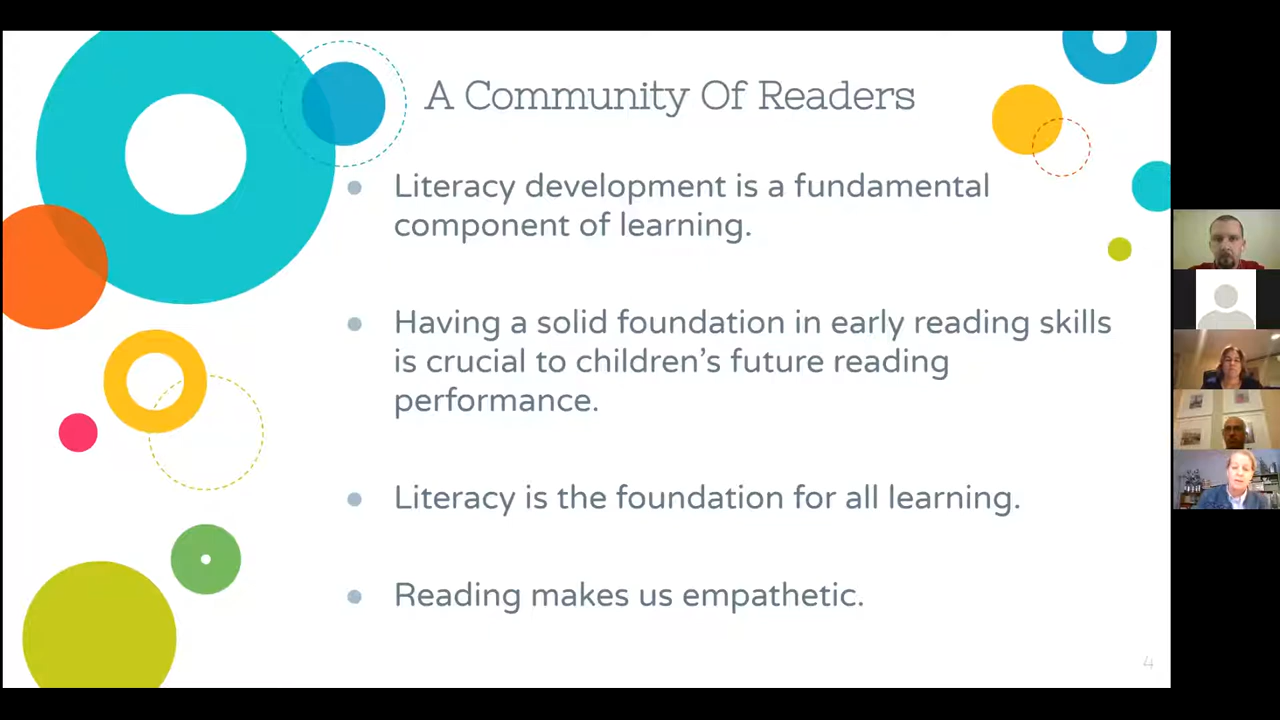 A Community Of Readers
Literacy development is a fundamental
component of learning.
Having a solid foundation in early reading skills
is crucial to children’s future reading
performance.
Literacy is the foundation for all learning.
Reading makes us empathetic.
4